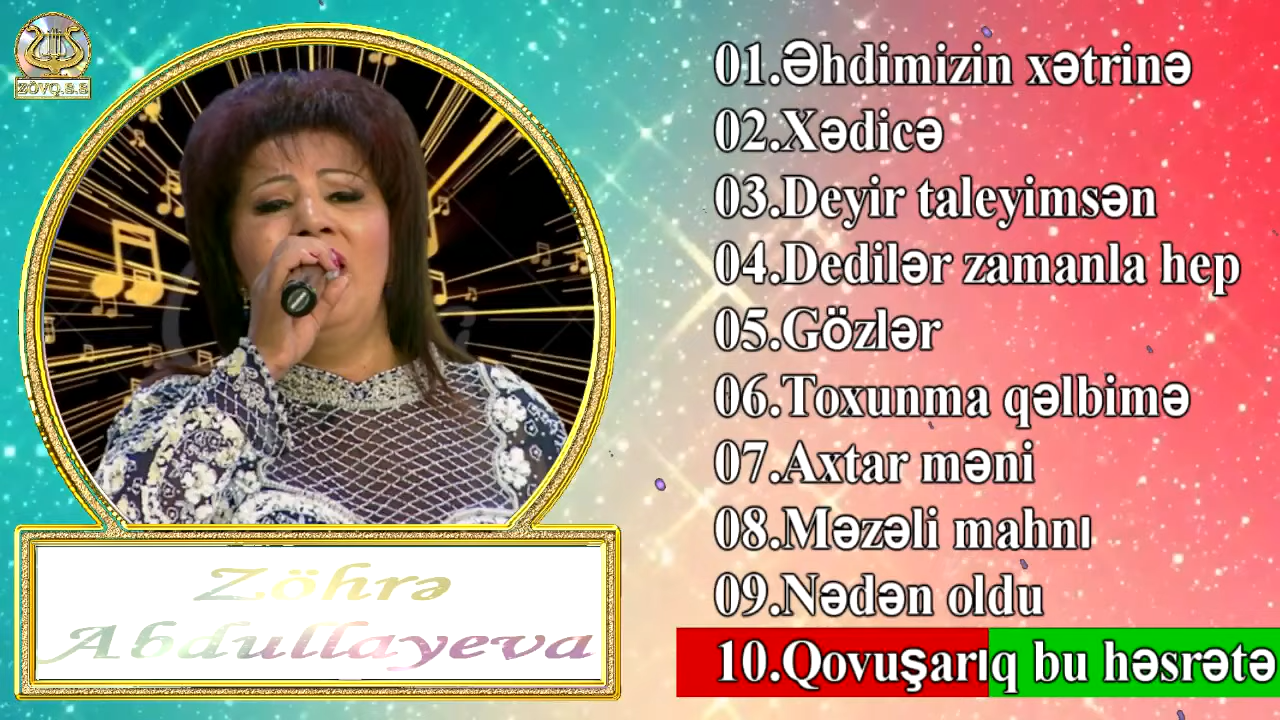 ZÖVQ.S.S
Zöhrə
Abdullayeva
01.Əhdimizin xətrinə
02.Xədicə
03.Deyir taleyimsən
04.Dedilər zamanla hep
05.Gözlər
06.Toxunma qəlbimə
07.Axtar məni
08.Məzəli mahnı
09.Nədən oldu
10.Qovuşarıq bu həsrətə